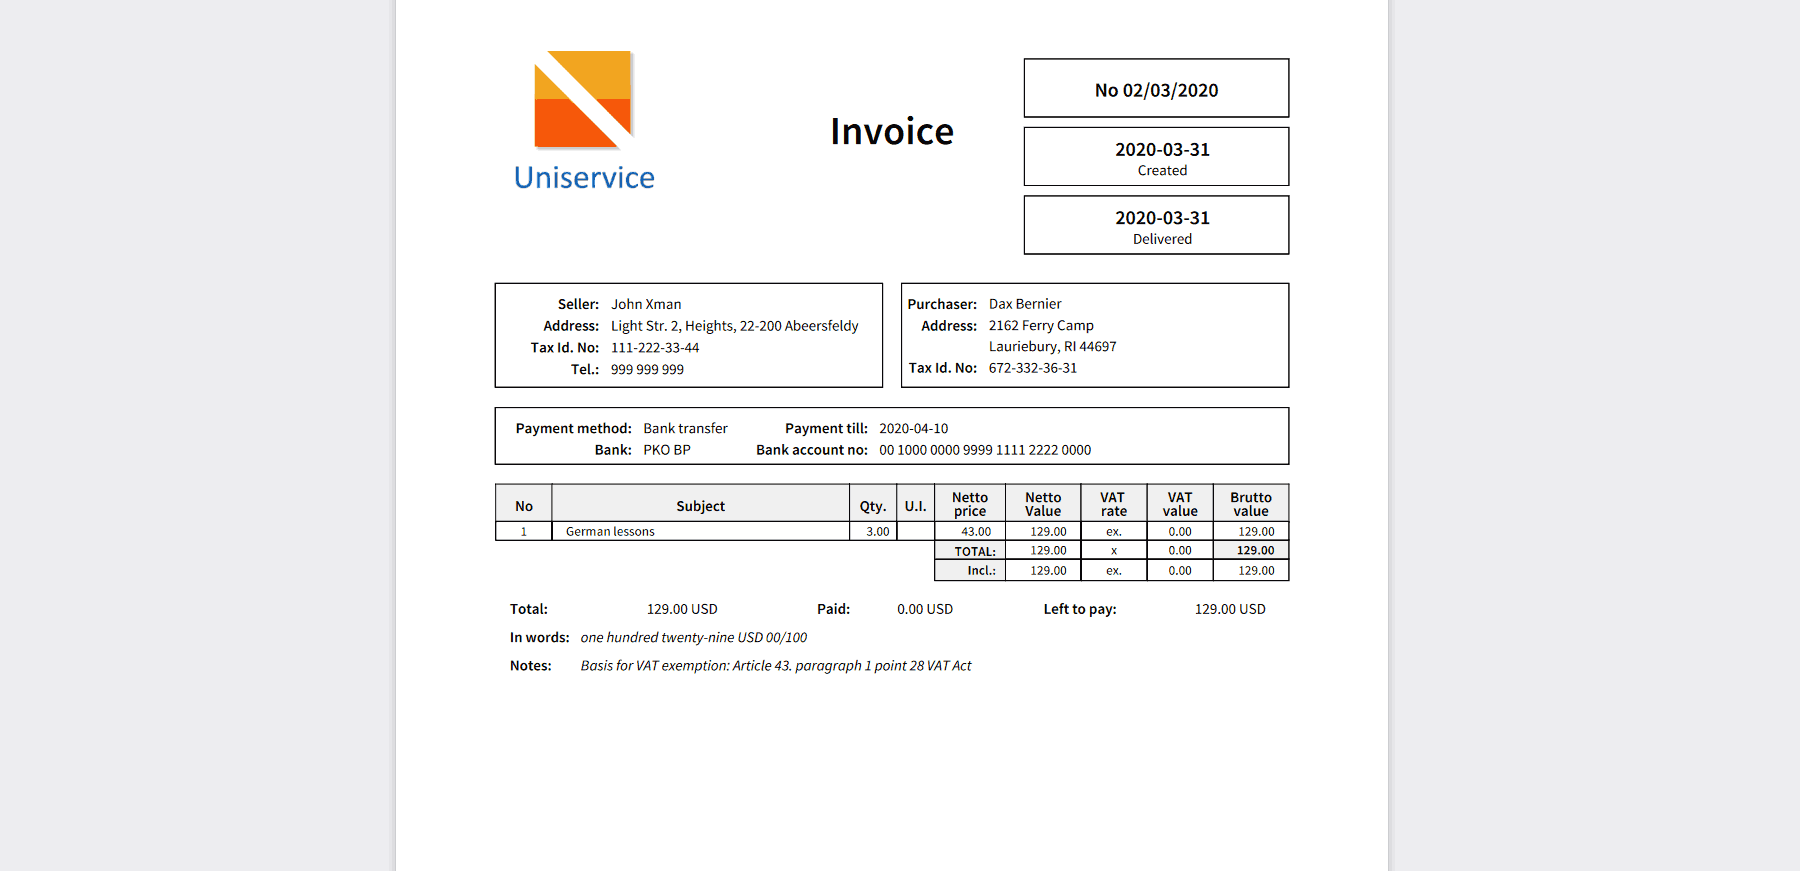 Uniservice
Invoice
No 02/03/2020
2020-03-31
Created
2020-03-31
Delivered
Seller: John Xman
Address: Light Str. 2, Heights, 22-200 Abeersfeldy
Tax Id. No: 111-222-33-44
Tel.: 999 999 999
Purchaser: Dax Bernier
Address: 2162 Ferry Camp
Lauriebury, RI 44697
Tax Id. No: 672-332-36-31
Payment method: Bank transfer Payment till: 2020-04-10
Bank: PKO BP Bank account no: 00 1000 0000 9999 1111 2222 0000
No Subject Qty. U.I. Netto price Netto Value VAT rate VAT value Brutto value
1 German lessons 3.00 43.00 129.00 ex. 0.00 129.00
TOTAL: 129.00 x 0.00 129.00
Incl.: 129.00 ex. 0.00 129.00
Total: 129.00 USD Paid: 0.00 USD Left to pay: 129.00 USD
In words: one hundred twenty-nine USD 00/100
Notes: Basis for VAT exemption: Article 43. paragraph 1 point 28 VAT Act